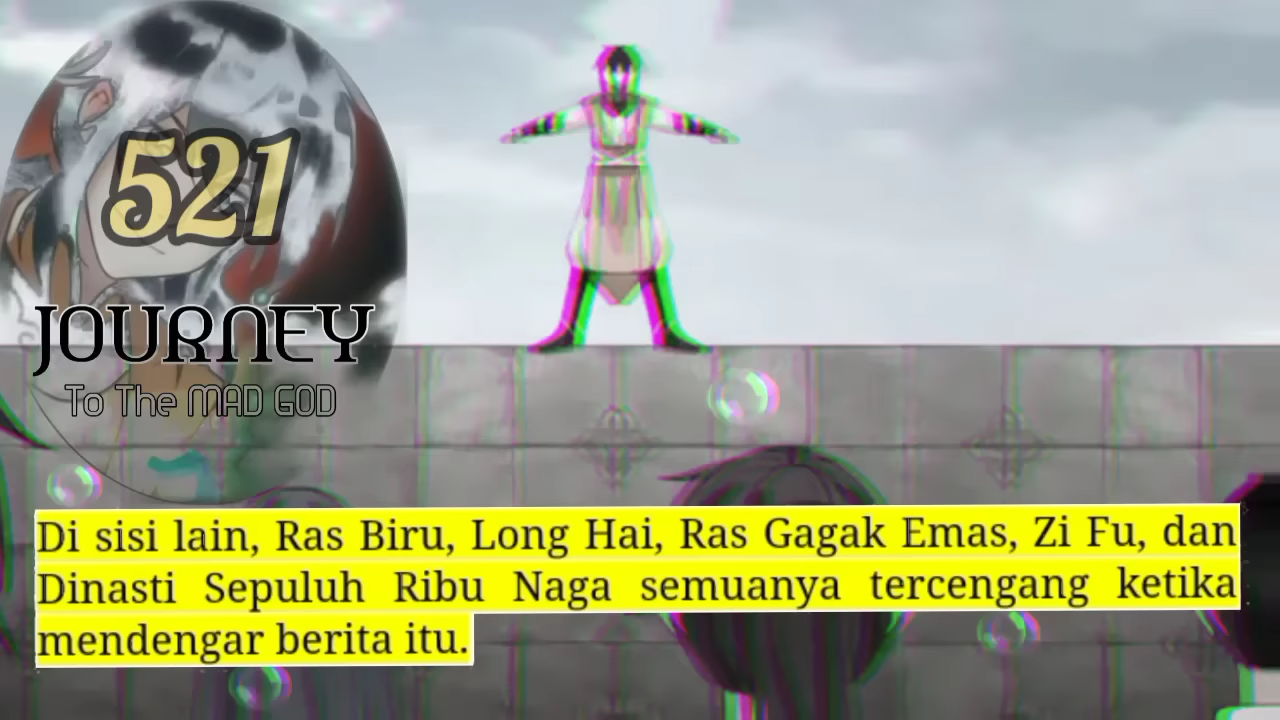 521
JOURNEY
To The MAD GOD
Di sisi lain, Ras Biru, Long Hai, Ras Gagak Emas, Zi Fu, dan
Dinasti Sepuluh Ribu Naga semuanya tercengang ketika
mendengar berita itu.